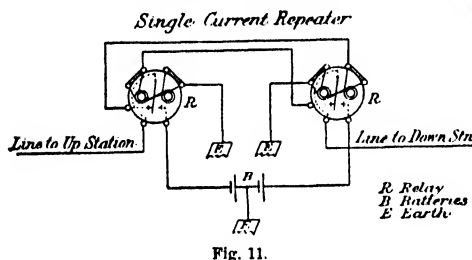 Single Current Repeater
R
R
E
E
Line to Up Station
Line to Down Stn
B
E
R Relay
B Batteries
E Earth
Fig. 11.